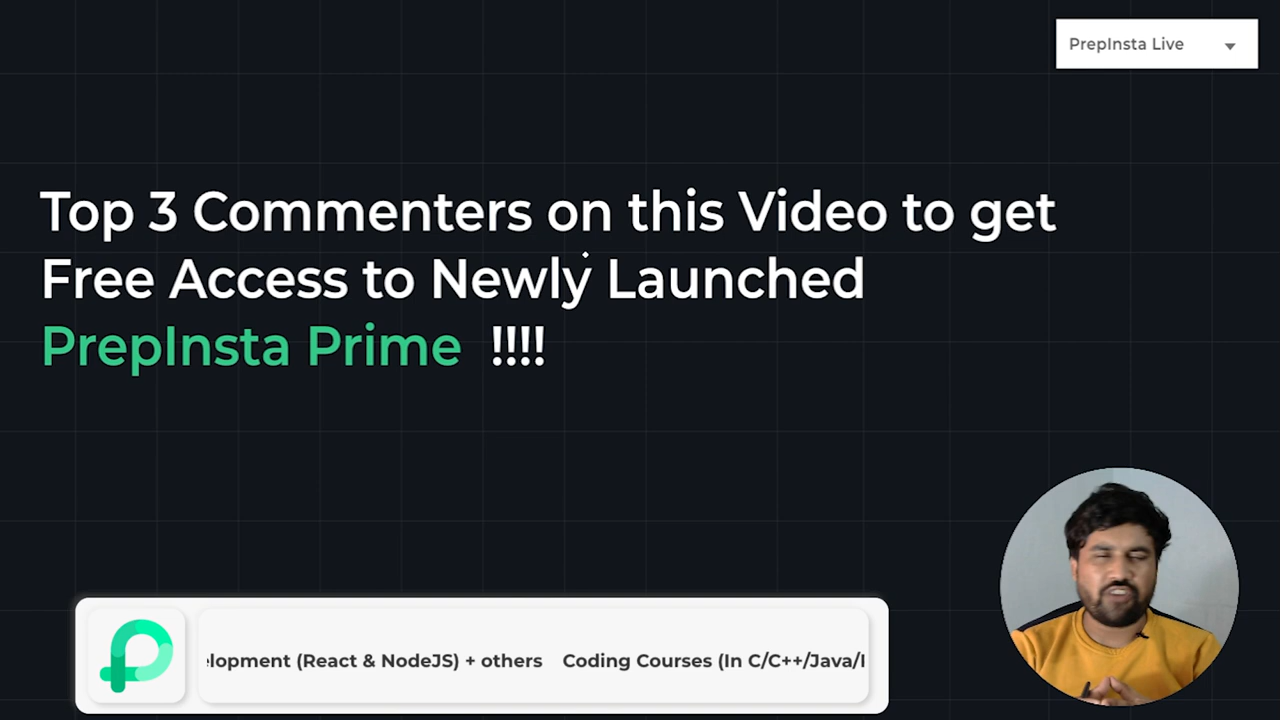 PrepInsta Live
Top 3 Commenters on this Video to get
Free Access to Newly Launched
PrepInsta Prime !!!!
(React & NodeJS) + others Coding Courses (In C/C++/Java/